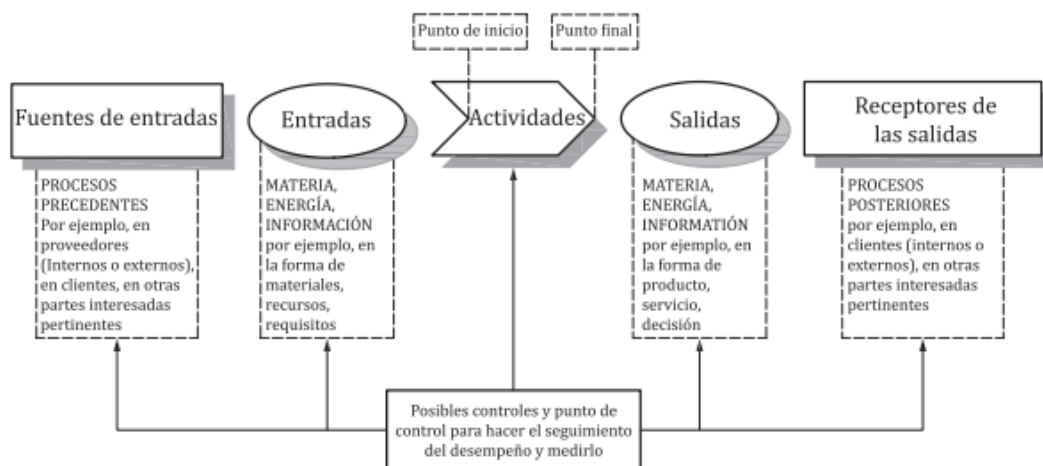 Punto de inicio
Punto final
Fuentes de entradas
Entradas
Actividades
Salidas
Receptores de
las salidas
PROCESOS
PRECEDENTES
Por ejemplo, en
proveedores
(Internos o externos),
en clientes, en otras
partes interesadas
pertinentes
MATERIA,
ENERGÍA,
INFORMACIÓN
por ejemplo, en
la forma de
materiales,
recursos,
requisitos
MATERIA,
ENERGÍA,
INFORMATIÓN
por ejemplo, en
la forma de
producto,
servicio,
decisión
PROCESOS
POSTERIORES
por ejemplo, en
clientes (internos o
externos), en otras
partes interesadas
pertinentes
Posibles controles y punto de
control para hacer el seguimiento
del desempeño y medirlo